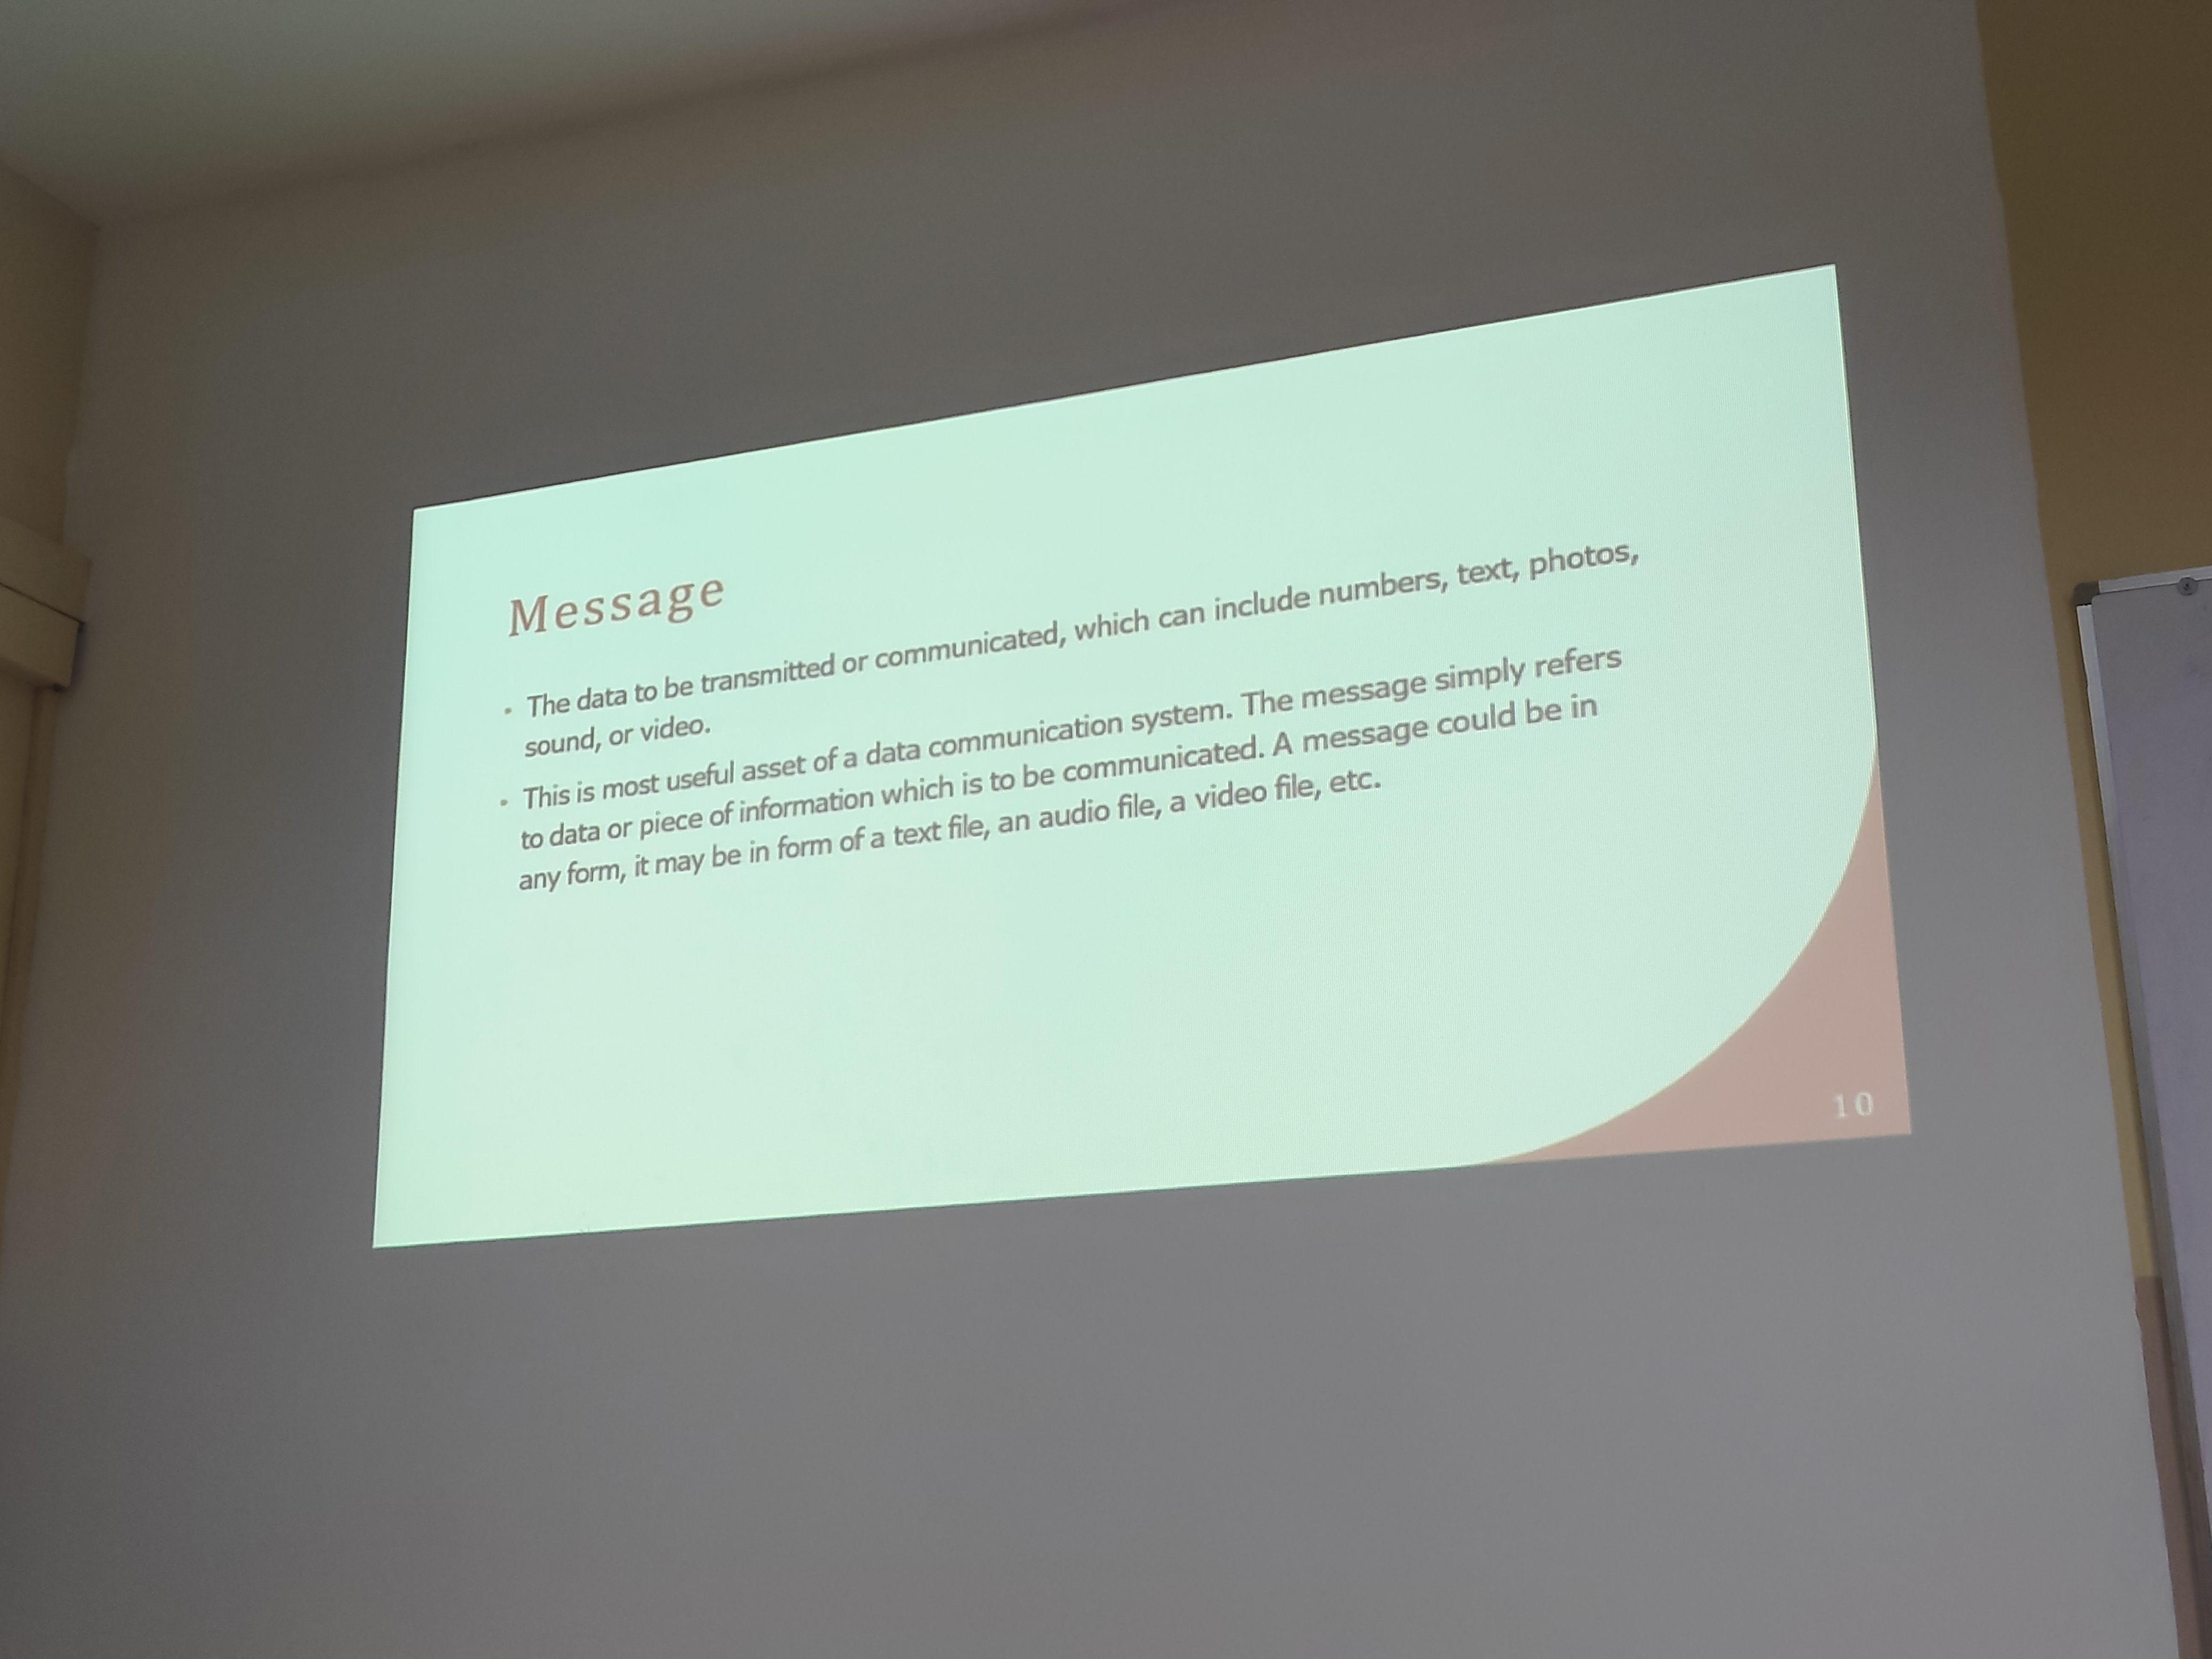 Message
• The data to be transmitted or communicated, which can include numbers, text, photos,
sound, or video.
• This is most useful asset of a data communication system. The message simply refers
to data or piece of information which is to be communicated. A message could be in
any form, it may be in form of a text file, an audio file, a video file, etc.
10